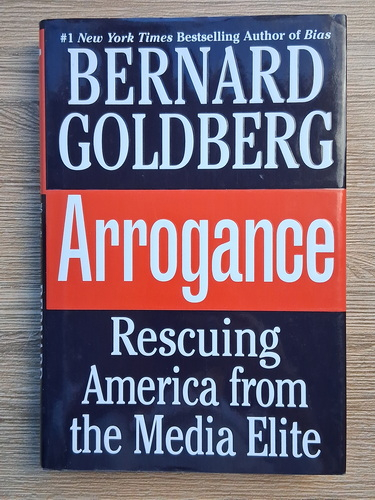 #1 New York Times Bestselling Author of Bias
BERNARD
GOLDBERG
Arrogance
Rescuing
America from
the Media Elite